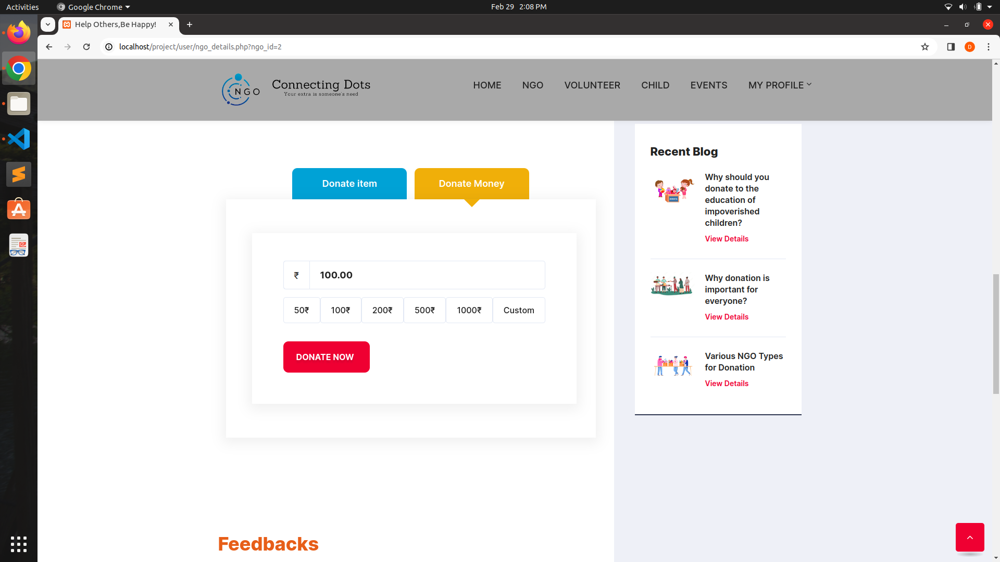 Activities
Google Chrome
Feb 29 2:08 PM
Help Others,Be Happy!
localhost/project/user/ngo_details.php?ngo_id=2
D
NGO
Connecting Dots
Your extra is someone's need
HOME
NGO
VOLUNTEER
CHILD
EVENTS
MY PROFILE
Donate item
Donate Money
₹
100.00
50₹
100₹
200₹
500₹
1000₹
Custom
DONATE NOW
Recent Blog
Why should you
donate to the
education of
impoverished
children?
View Details
Why donation is
important for
everyone?
View Details
Various NGO Types
for Donation
View Details
Feedbacks